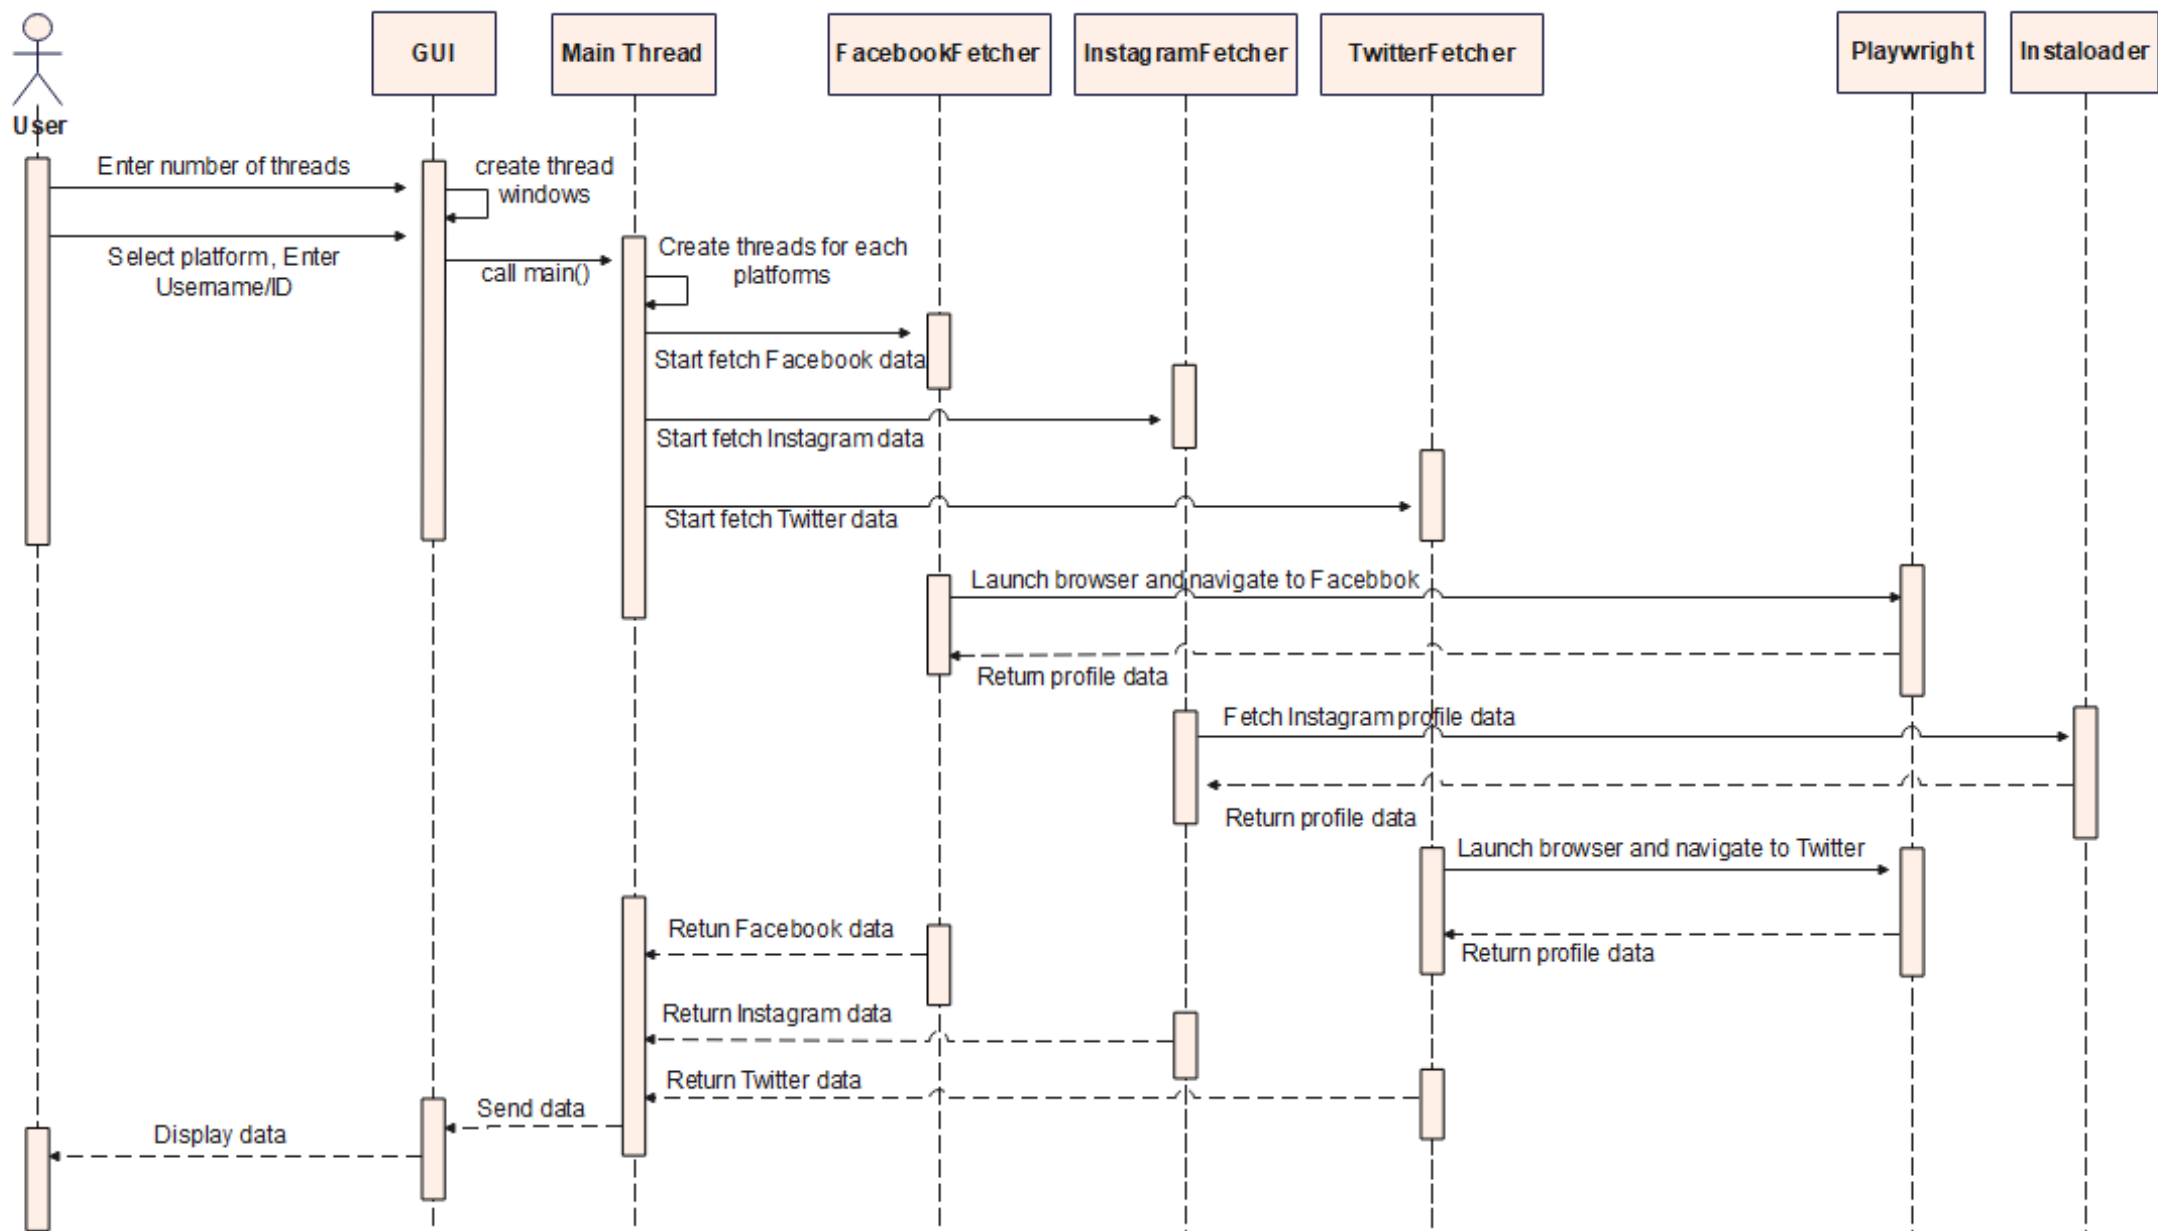 GUI
Main Thread
FacebookFetcher
InstagramFetcher
TwitterFetcher
Playwright
Instaloader
User
Enter number of threads
create thread
windows
Select platform, Enter
Username/ID
call main()
Create threads for each
platforms
Start fetch Facebook data
Start fetch Instagram data
Start fetch Twitter data
Launch browser and navigate to Facebbok
Return profile data
Fetch Instagram profile data
Return profile data
Launch browser and navigate to Twitter
Retun Facebook data
Return profile data
Return Instagram data
Return Twitter data
Send data
Display data